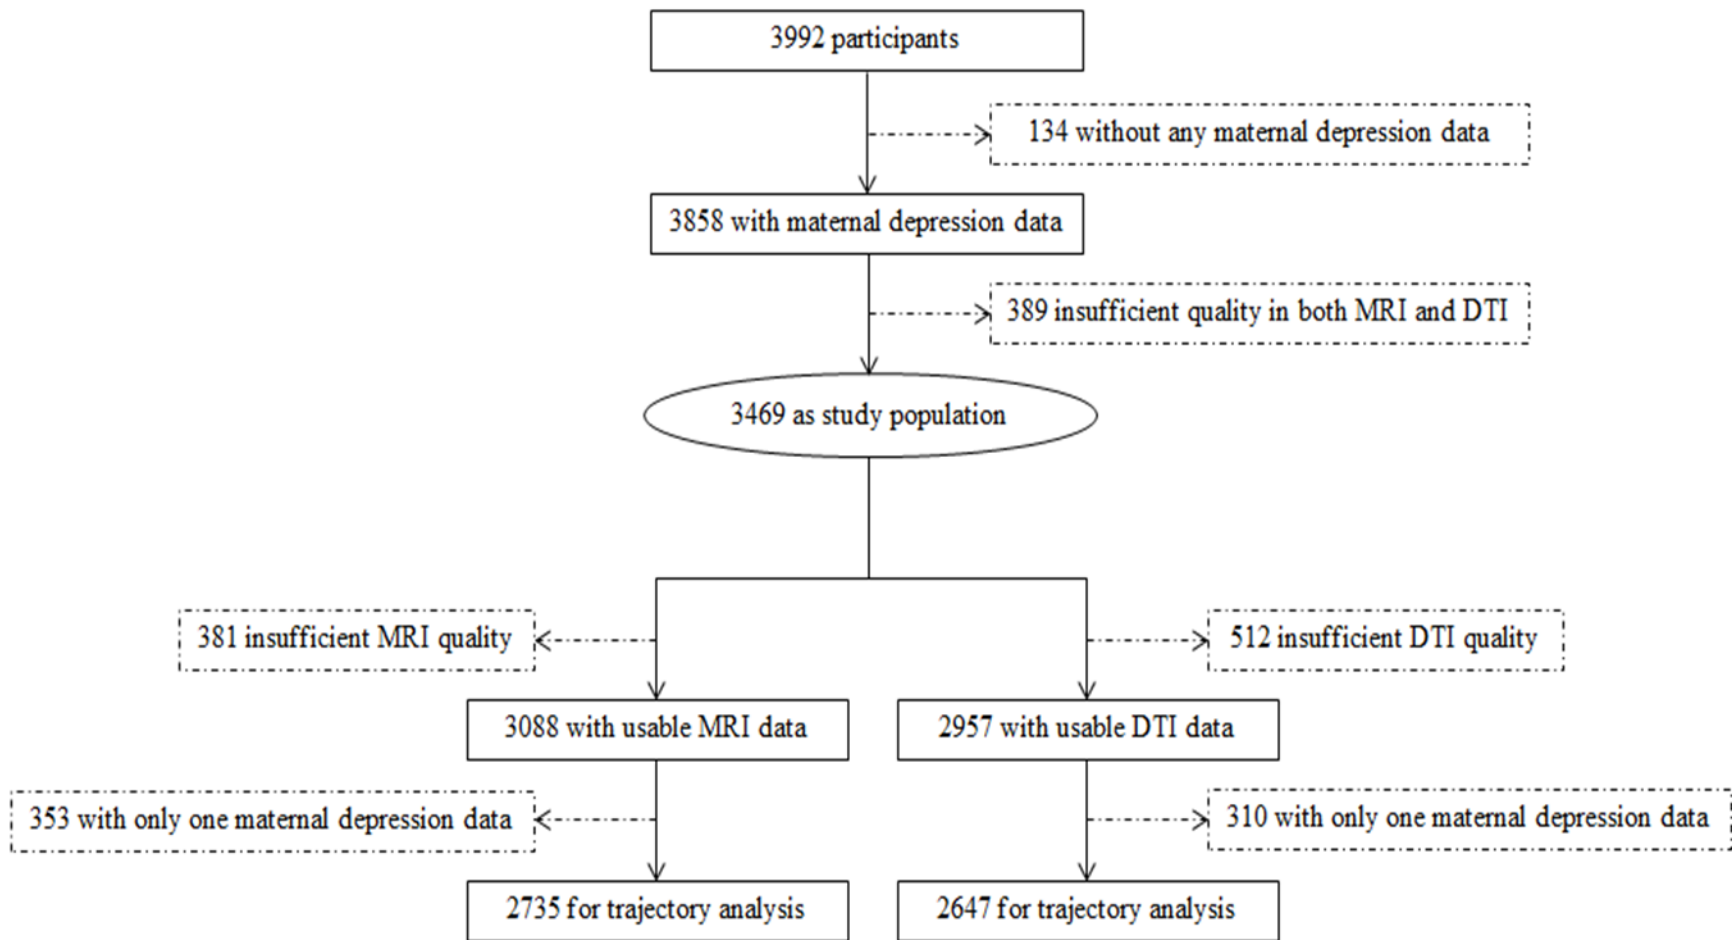 3992 participants
134 without any maternal depression data
3858 with maternal depression data
389 insufficient quality in both MRI and DTI
3469 as study population
381 insufficient MRI quality
512 insufficient DTI quality
3088 with usable MRI data
2957 with usable DTI data
353 with only one maternal depression data
310 with only one maternal depression data
2735 for trajectory analysis
2647 for trajectory analysis